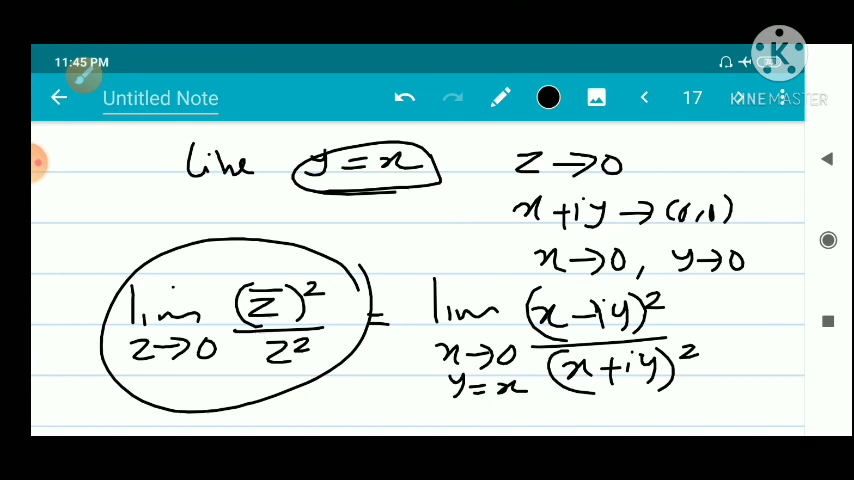 11:45 PM
Untitled Note
17
K
KINEMASTER
line y = x z → 0
x + iy → (0, 0)
x → 0, y → 0
lim z → 0 (z̅)² / z² = lim x → 0 y = x (x - iy)² / (x + iy)²